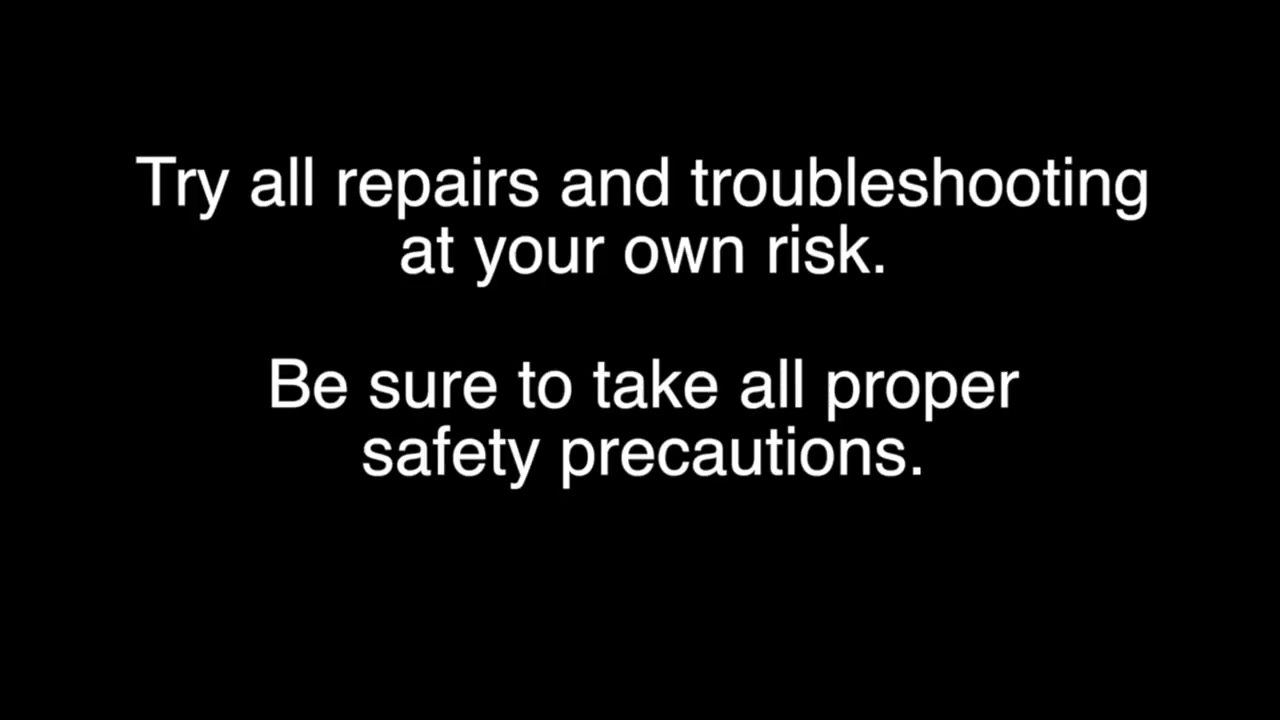 Try all repairs and troubleshooting
at your own risk.
Be sure to take all proper
safety precautions.